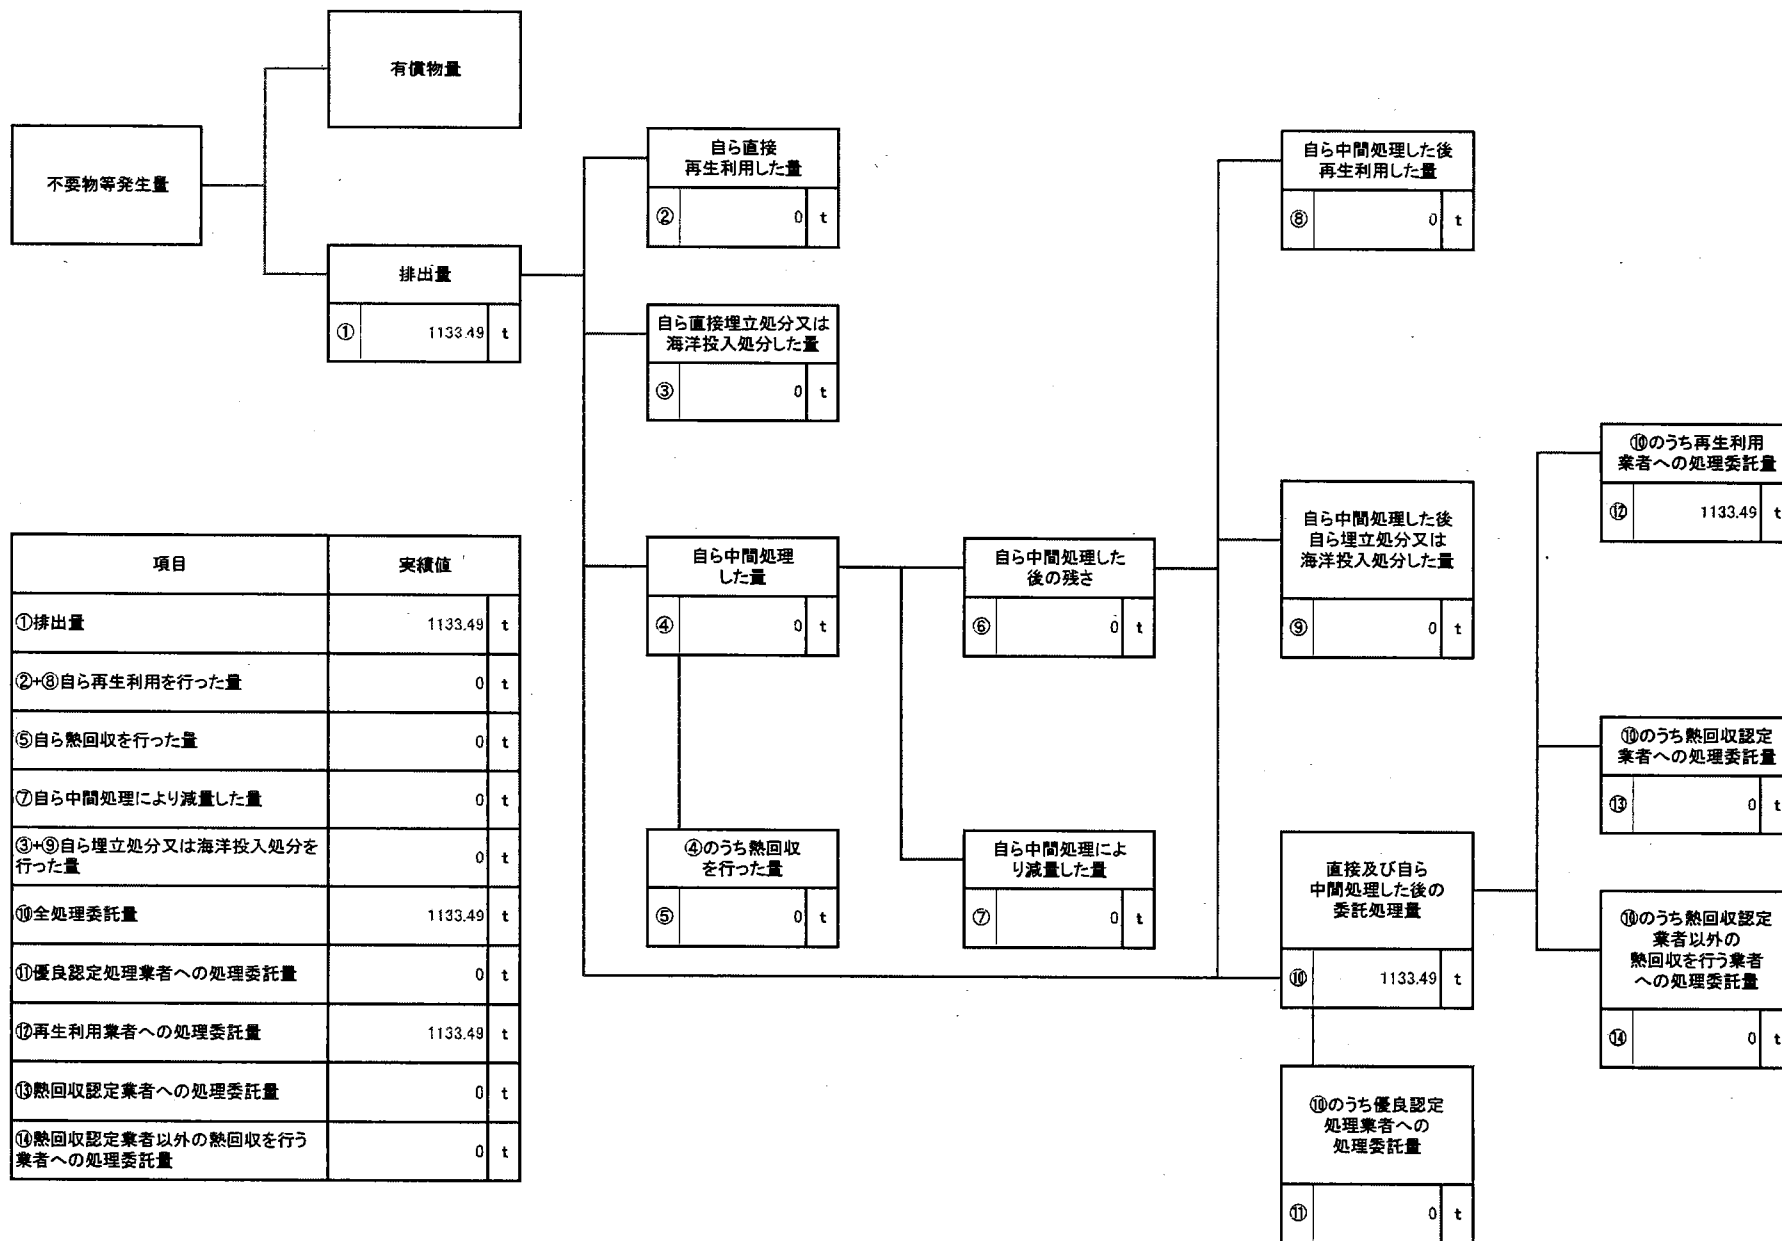 有償物量
不要物等発生量
排出量
① 1133.49 t
自ら直接
再生利用した量
② 0 t
自ら直接埋立処分又は
海洋投入処分した量
③ 0 t
自ら中間処理
した量
④ 0 t
④のうち熱回収
を行った量
⑤ 0 t
自ら中間処理した
後の残さ
⑥ 0 t
自ら中間処理によ
り減量した量
⑦ 0 t
自ら中間処理した後
再生利用した量
⑧ 0 t
自ら中間処理した後
自ら埋立処分又は
海洋投入処分した量
⑨ 0 t
直接及び自ら
中間処理した後の
委託処理量
⑩ 1133.49 t
⑩のうち優良認定
処理業者への
処理委託量
⑪ 0 t
⑩のうち再生利用
業者への処理委託量
⑫ 1133.49 t
⑩のうち熱回収認定
業者への処理委託量
⑬ 0 t
⑩のうち熱回収認定
業者以外の
熱回収を行う業者
への処理委託量
⑭ 0 t
項目 実績値
①排出量 1133.49 t
②+⑧自ら再生利用を行った量 0 t
⑤自ら熱回収を行った量 0 t
⑦自ら中間処理により減量した量 0 t
③+⑨自ら埋立処分又は海洋投入処分を
行った量 0 t
⑩全処理委託量 1133.49 t
⑪優良認定処理業者への処理委託量 0 t
⑫再生利用業者への処理委託量 1133.49 t
⑬熱回収認定業者への処理委託量 0 t
⑭熱回収認定業者以外の熱回収を行う
業者への処理委託量 0 t